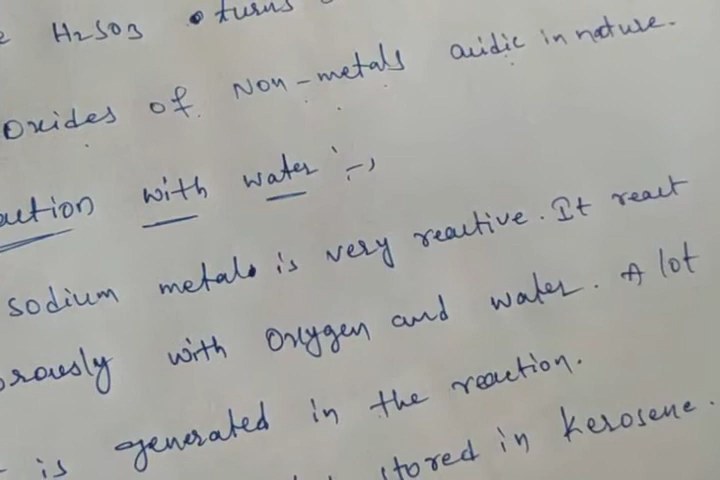 H2SO3 • turns
oxides of Non-metals acidic in nature.
with water :-,
sodium metal is very reactive. It react
with oxygen and water. A lot
is generated in the reaction.
stored in kerosene.